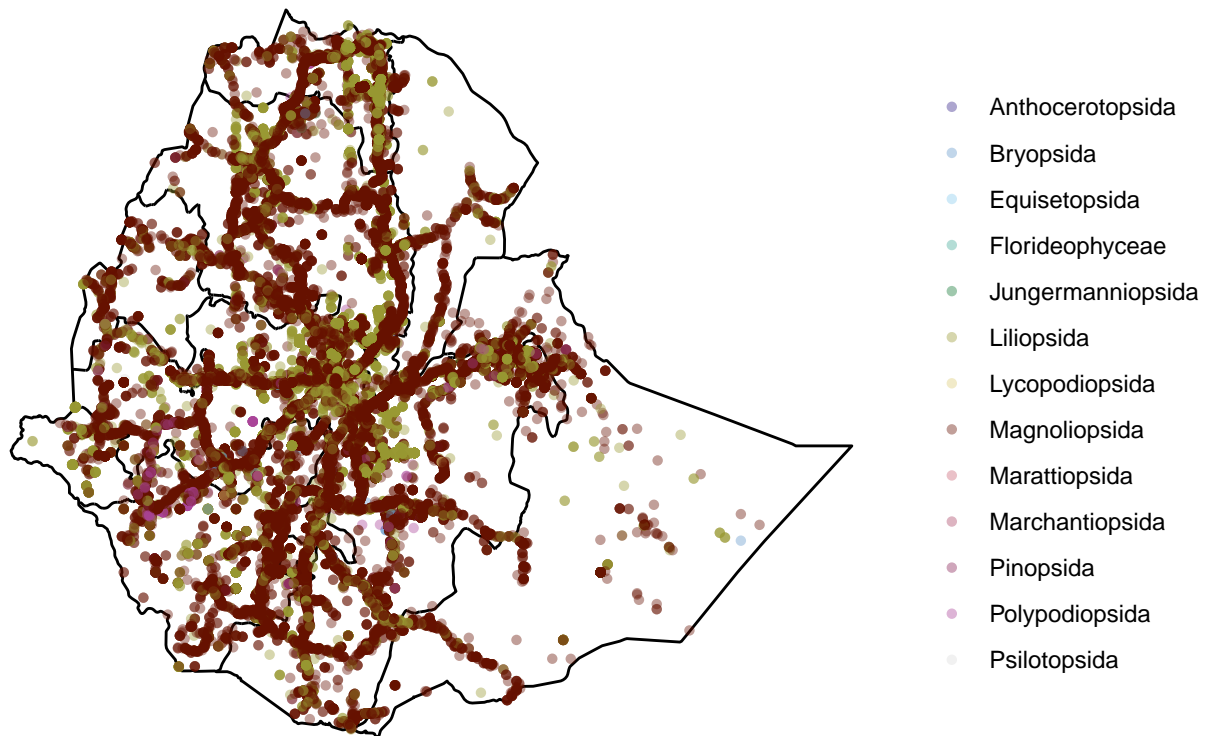 Anthocerotopsida
Bryopsida
Equisetopsida
Florideophyceae
Jungermanniopsida
Liliopsida
Lycopodiopsida
Magnoliopsida
Marattiopsida
Marchantiopsida
Pinopsida
Polypodiopsida
Psilotopsida